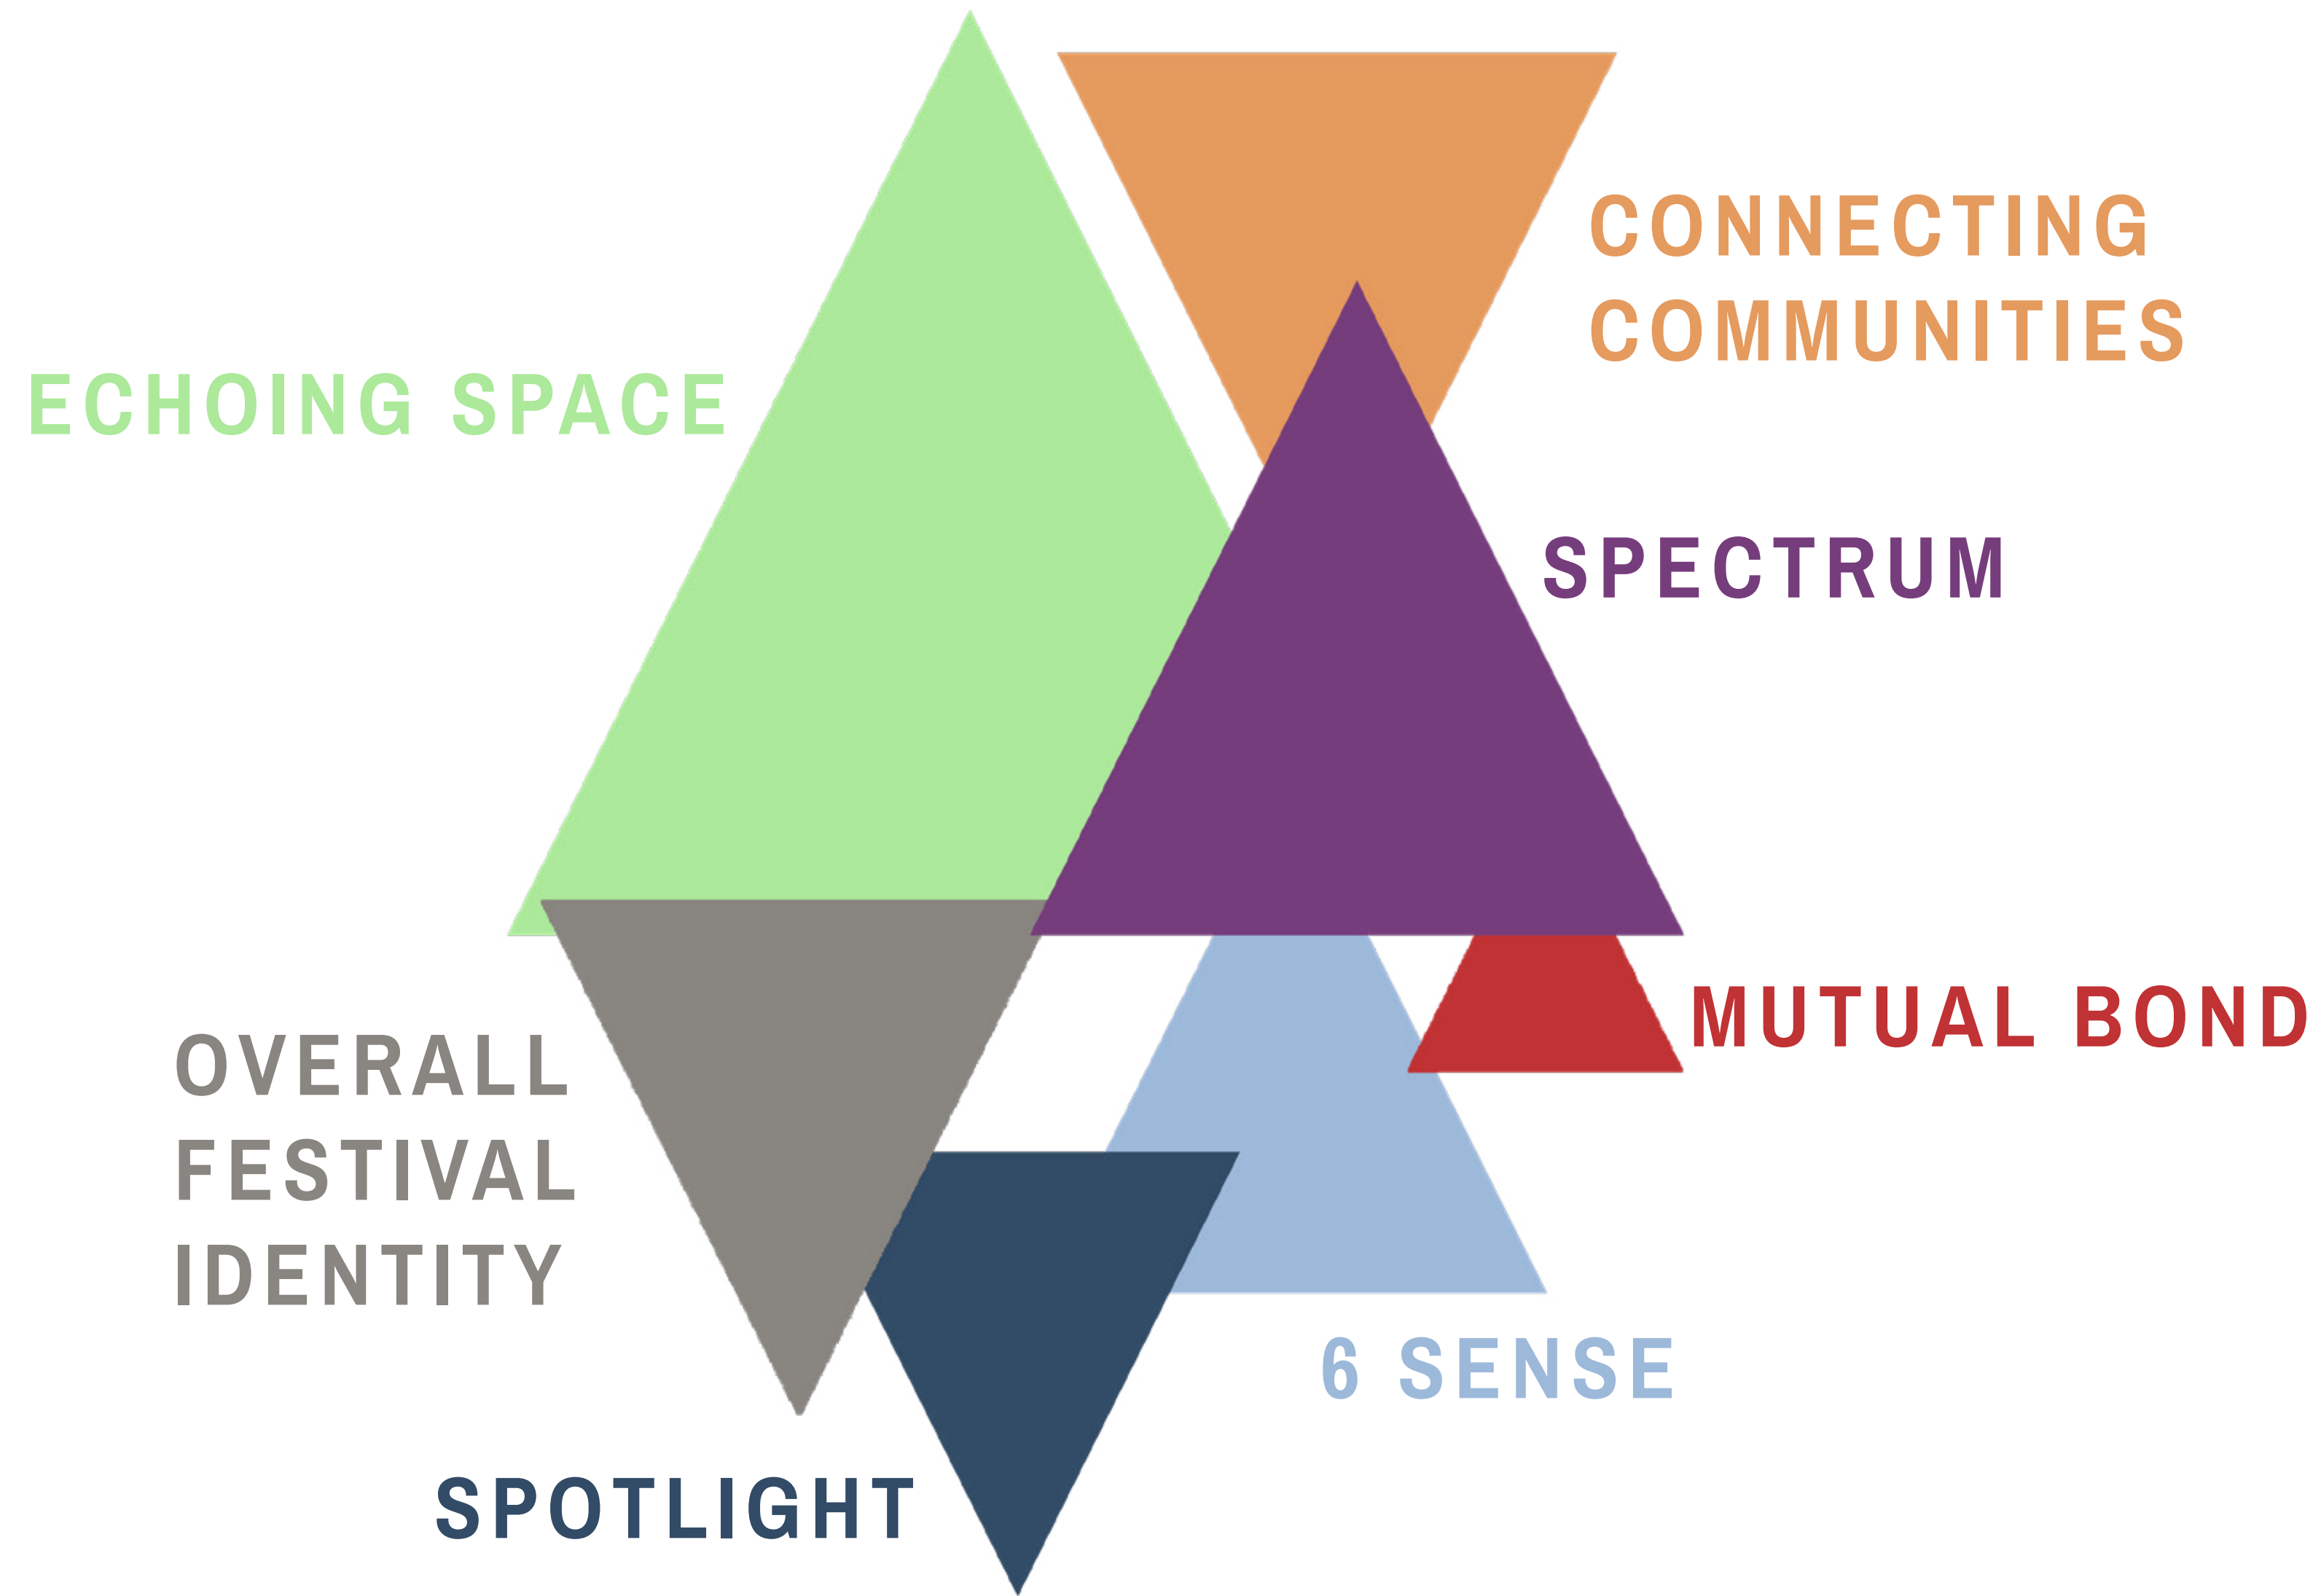 CONNECTING
COMMUNITIES
ECHOING SPACE
SPECTRUM
MUTUAL BOND
OVERALL
FESTIVAL
IDENTITY
6 SENSE
SPOTLIGHT